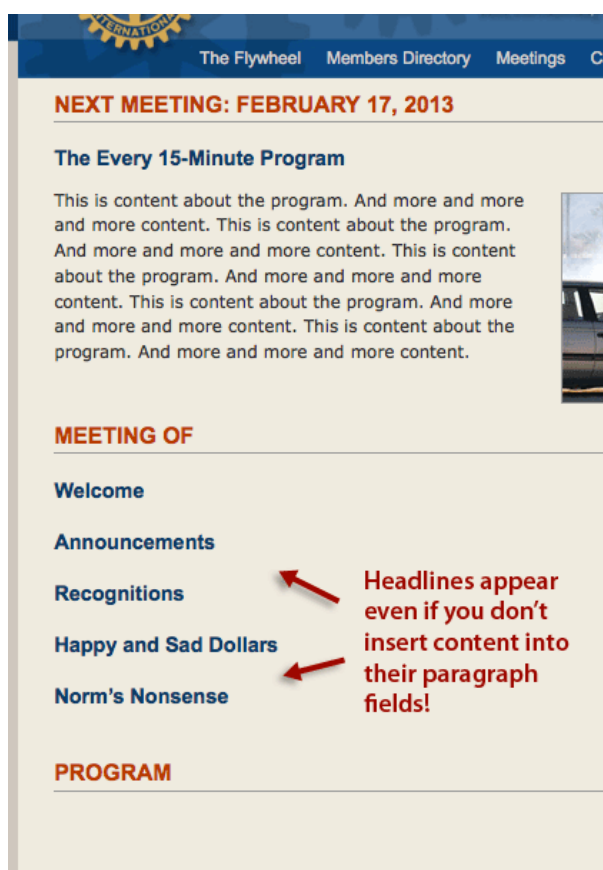 INTERNATIONAL
The Flywheel Members Directory Meetings C
NEXT MEETING: FEBRUARY 17, 2013
The Every 15-Minute Program
This is content about the program. And more and more
and more content. This is content about the program.
And more and more and more content. This is content
about the program. And more and more and more
content. This is content about the program. And more
and more and more content. This is content about the
program. And more and more and more content.
MEETING OF
Welcome
Announcements
Recognitions
Happy and Sad Dollars
Norm’s Nonsense
Headlines appear
even if you don’t
insert content into
their paragraph
fields!
PROGRAM